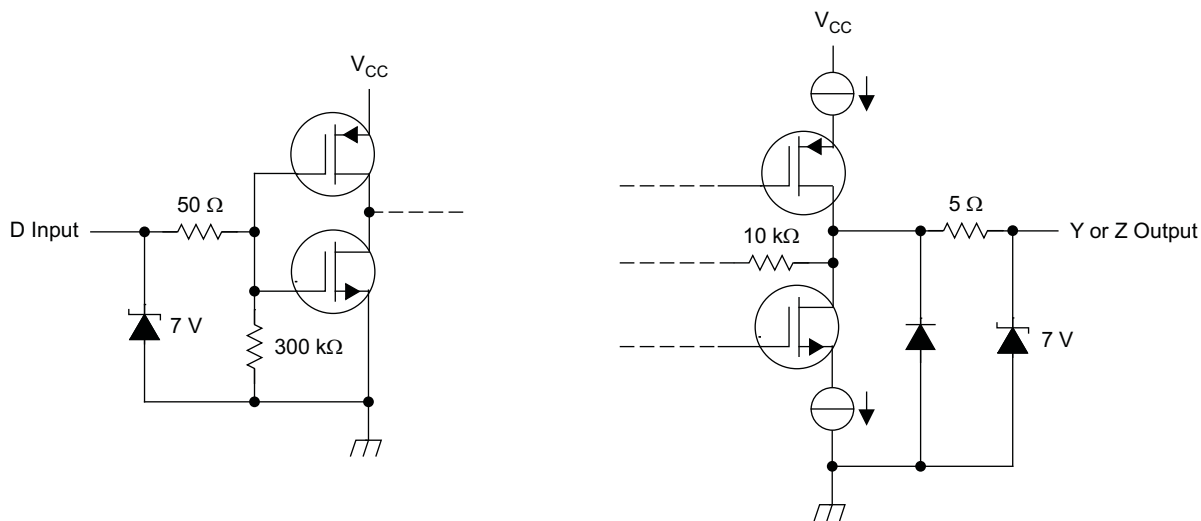 V_CC
50 Ω
D Input
7 V
300 kΩ
V_CC
5 Ω
Y or Z Output
10 kΩ
7 V